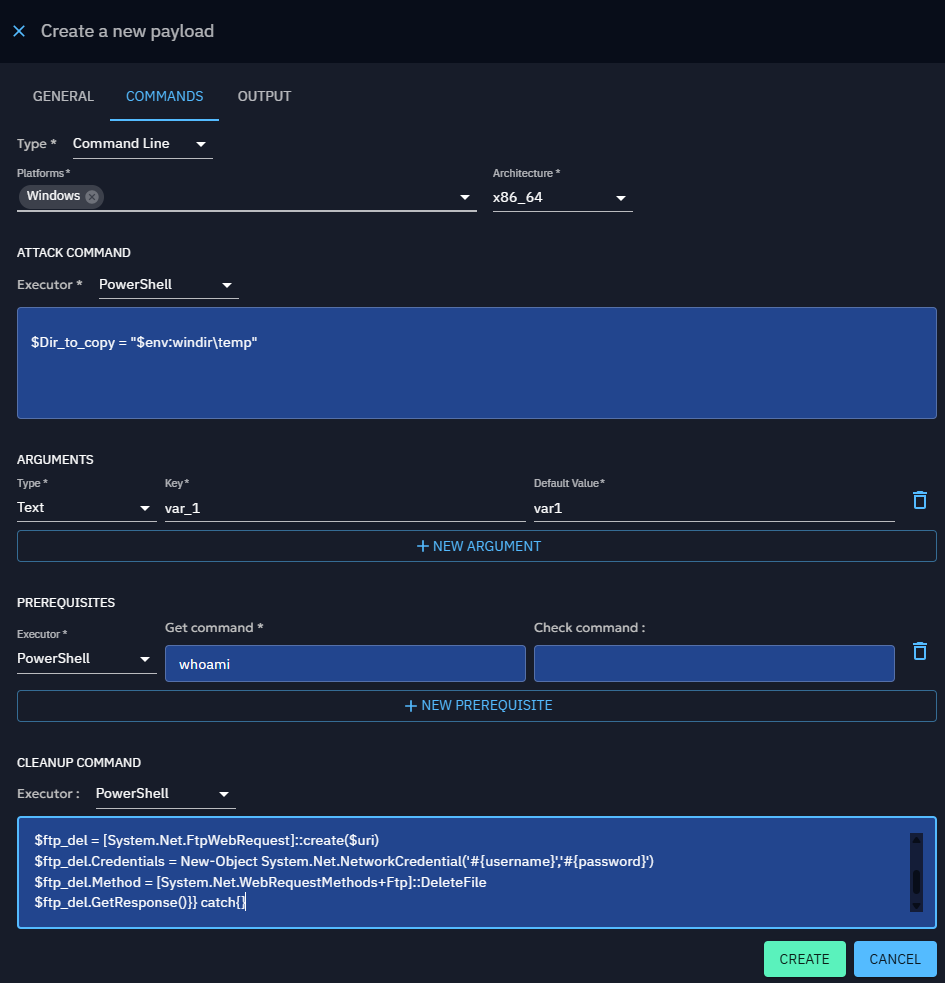 Create a new payload
GENERAL COMMANDS OUTPUT
Type * Command Line
Platforms * Architecture *
Windows x86_64
ATTACK COMMAND
Executor * PowerShell
$Dir_to_copy = "$env:windir\temp"
ARGUMENTS
Type * Key * Default Value *
Text var_1 var1
NEW ARGUMENT
PREREQUISITES
Executor * Get command * Check command :
PowerShell whoami
NEW PREREQUISITE
CLEANUP COMMAND
Executor : PowerShell
$ftp_del = [System.Net.FtpWebRequest]::create($uri)
$ftp_del.Credentials = New-Object System.Net.NetworkCredential('#{username}','#{password}')
$ftp_del.Method = [System.Net.WebRequestMethods+Ftp]::DeleteFile
$ftp_del.GetResponse()}} catch{}
CREATE CANCEL